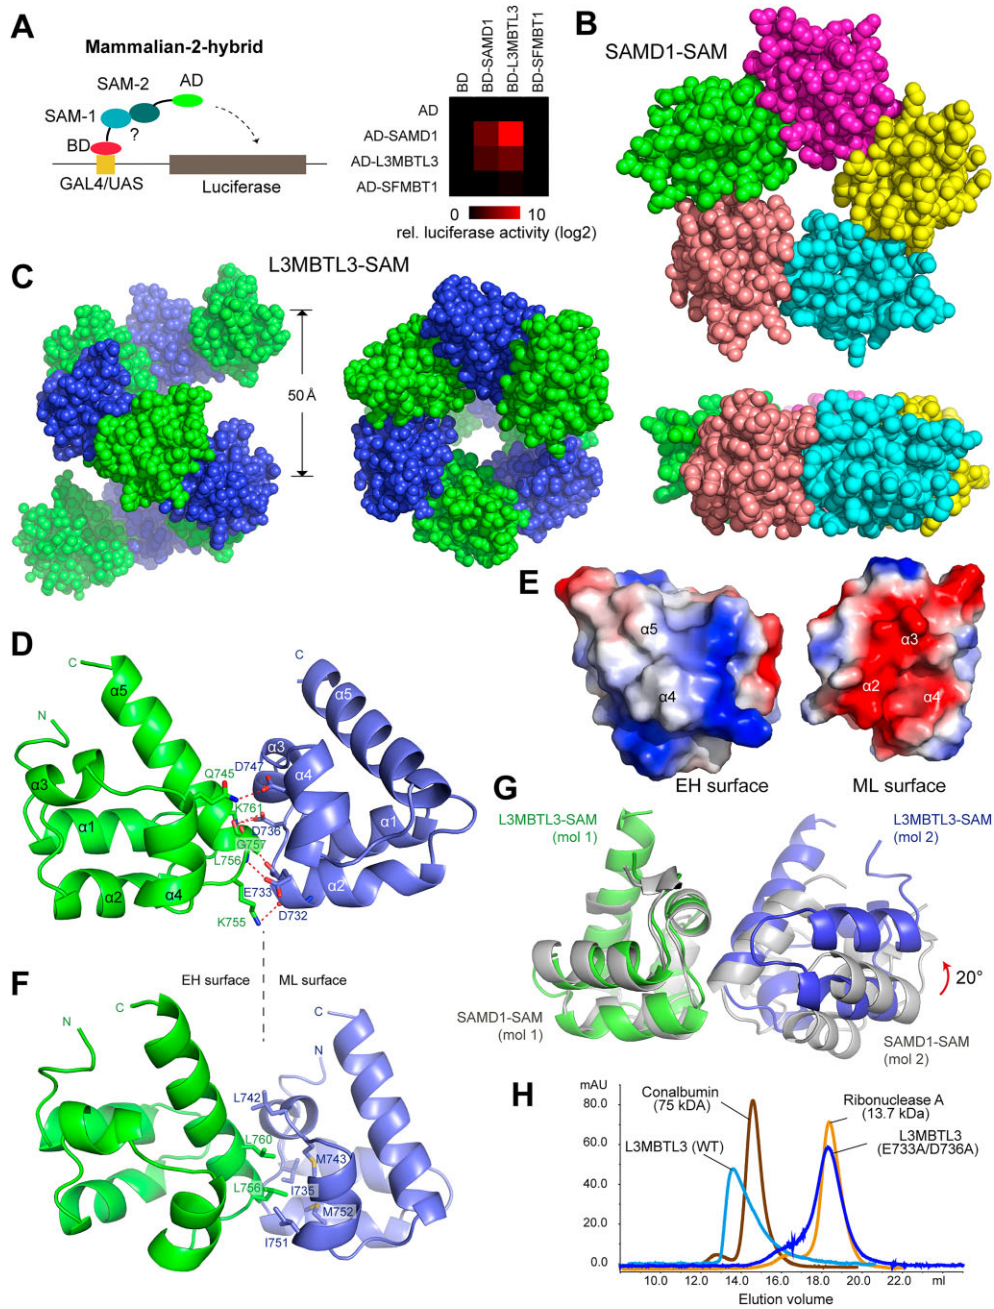 A
Mammalian-2-hybrid
SAM-2
AD
SAM-1
?
BD
GAL4/UAS
Luciferase
BD
BD-SAMD1
BD-L3MBTL3
BD-SFMBT1
AD
AD-SAMD1
AD-L3MBTL3
AD-SFMBT1
0
10
rel. luciferase activity (log2)
B
SAMD1-SAM
C
L3MBTL3-SAM
50 Å
D
C
N
α5
α3
α1
α2
α4
Q745
K761
G757
L756
K755
C
α5
α3
D747
α4
D736
α1
E733
α2
D732
EH surface
ML surface
E
α5
α4
EH surface
α3
α2
α4
ML surface
F
N
C
C
N
L742
L760
M743
L756
I735
M752
I751
G
L3MBTL3-SAM
(mol 1)
L3MBTL3-SAM
(mol 2)
20°
SAMD1-SAM
(mol 1)
SAMD1-SAM
(mol 2)
H
mAU
80.0
60.0
40.0
20.0
0.0
Conalbumin
(75 kDA)
L3MBTL3 (WT)
Ribonuclease A
(13.7 kDa)
L3MBTL3
(E733A/D736A)
10.0
12.0
14.0
16.0
18.0
20.0
22.0
ml
Elution volume